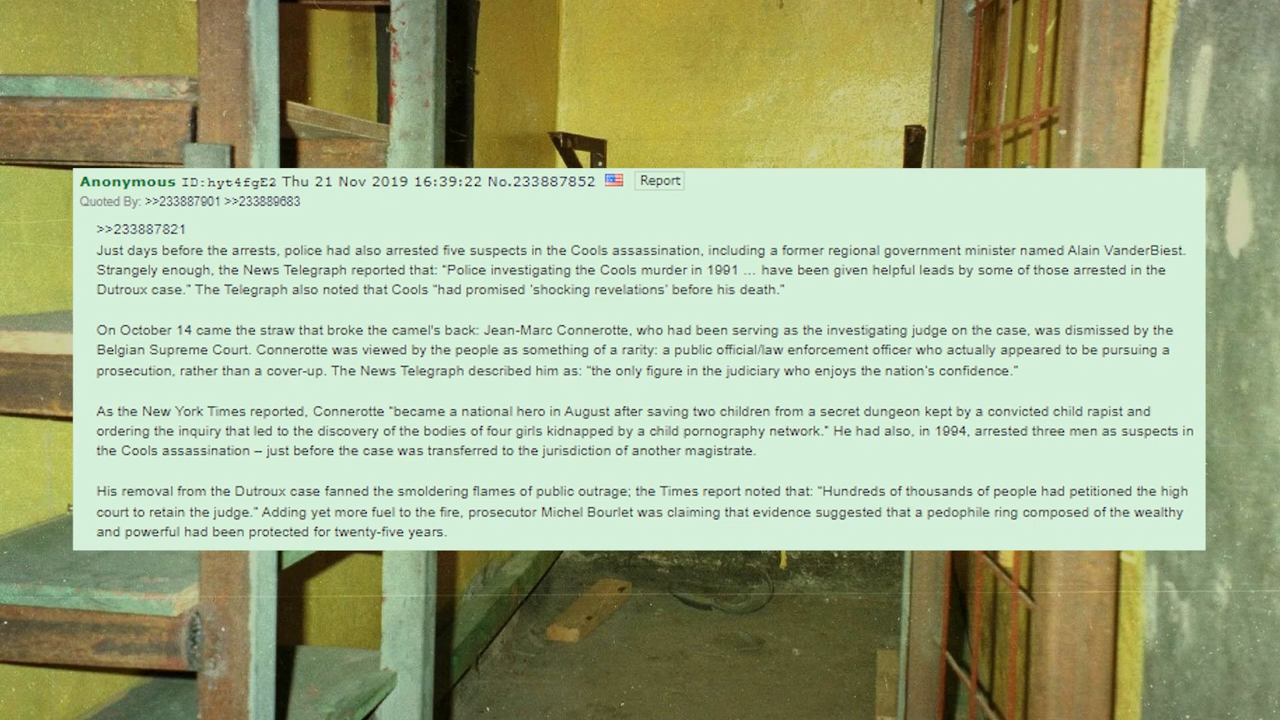 Anonymous ID:hyt4fgE2 Thu 21 Nov 2019 16:39:22 No.233887852 Report
Quoted By: >>233887901 >>233889683
>>233887821
Just days before the arrests, police had also arrested five suspects in the Cools assassination, including a former regional government minister named Alain VanderBiest.
Strangely enough, the News Telegraph reported that: “Police investigating the Cools murder in 1991 … have been given helpful leads by some of those arrested in the
Dutroux case.” The Telegraph also noted that Cools “had promised ‘shocking revelations’ before his death.”
On October 14 came the straw that broke the camel's back: Jean-Marc Connerotte, who had been serving as the investigating judge on the case, was dismissed by the
Belgian Supreme Court. Connerotte was viewed by the people as something of a rarity: a public official/law enforcement officer who actually appeared to be pursuing a
prosecution, rather than a cover-up. The News Telegraph described him as: “the only figure in the judiciary who enjoys the nation’s confidence.”
As the New York Times reported, Connerotte “became a national hero in August after saving two children from a secret dungeon kept by a convicted child rapist and
ordering the inquiry that led to the discovery of the bodies of four girls kidnapped by a child pornography network.” He had also, in 1994, arrested three men as suspects in
the Cools assassination – just before the case was transferred to the jurisdiction of another magistrate.
His removal from the Dutroux case fanned the smoldering flames of public outrage; the Times report noted that: “Hundreds of thousands of people had petitioned the high
court to retain the judge.” Adding yet more fuel to the fire, prosecutor Michel Bourlet was claiming that evidence suggested that a pedophile ring composed of the wealthy
and powerful had been protected for twenty-five years.